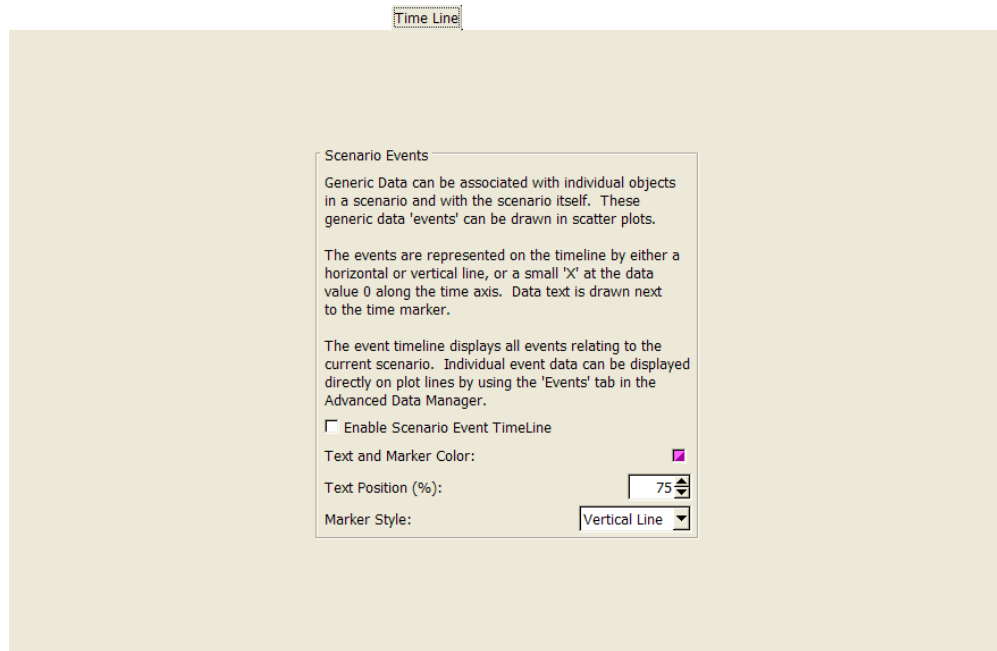 Time Line
Scenario Events
Generic Data can be associated with individual objects
in a scenario and with the scenario itself.  These
generic data 'events' can be drawn in scatter plots.
The events are represented on the timeline by either a
horizontal or vertical line, or a small 'X' at the data
value 0 along the time axis.  Data text is drawn next
to the time marker.
The event timeline displays all events relating to the
current scenario.  Individual event data can be displayed
directly on plot lines by using the 'Events' tab in the
Advanced Data Manager.
Enable Scenario Event TimeLine
Text and Marker Color:
Text Position (%): 75
Marker Style: Vertical Line